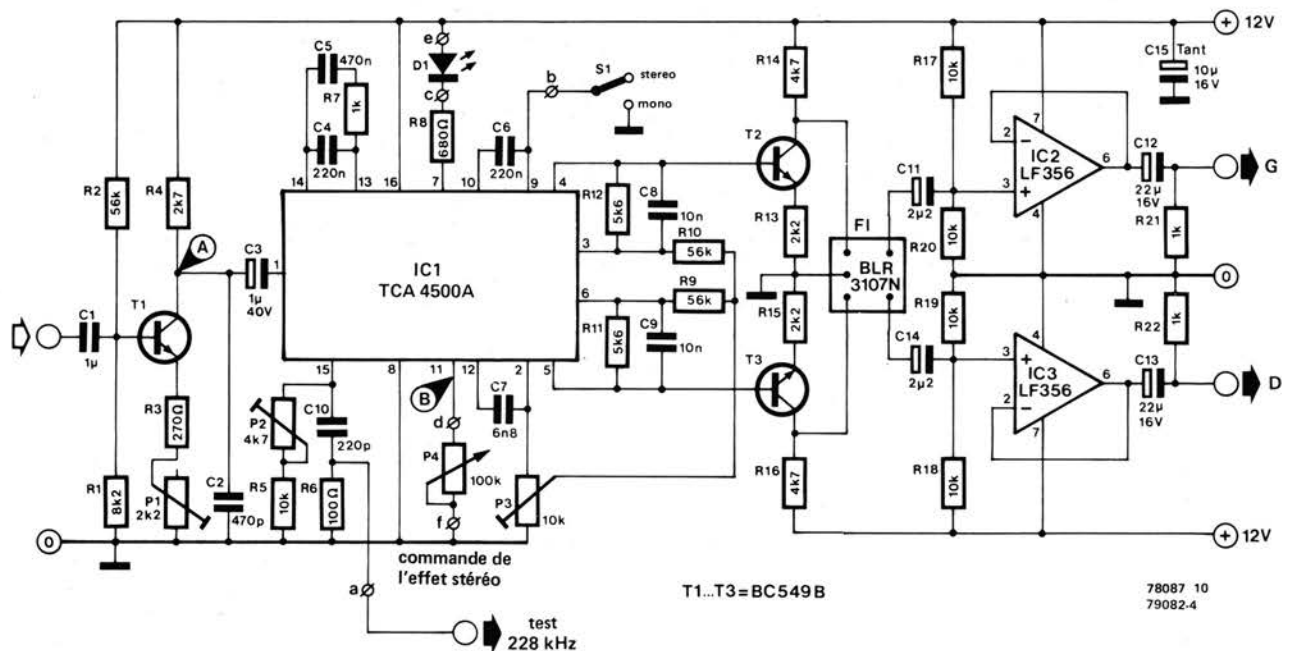 + 12V
R2
56k
R4
2k7
C5
470n
R7
1k
C4
220n
e
D1
c
R8
680Ω
b
S1
stereo
mono
C6
220n
R14
4k7
R17
10k
C15 Tant
10µ
16V
14
13
16
7
10
9
4
T2
R12
5k6
C8
10n
R10
56k
R13
2k2
C11
2µ2
2
3
7
4
6
IC2
LF356
C12
22µ
16V
G
R21
1k
A
C3
1µ
40V
1
IC1
TCA 4500A
3
6
R9
56k
FI
BLR
3107N
R20
10k
0
T1
C1
1µ
R11
5k6
C9
10n
R15
2k2
R19
10k
R22
1k
C14
2µ2
T3
15
8
11
12
2
5
B
C7
6n8
4
3
2
7
6
IC3
LF356
C13
22µ
16V
D
R3
270Ω
P2
4k7
C10
220p
d
P4
100k
f
P3
10k
R16
4k7
R18
10k
R1
8k2
P1
2k2
C2
470p
R5
10k
R6
100Ω
0
+ 12V
commande de
l'effet stéréo
a
T1...T3=BC549B
78087 10
79082-4
test
228 kHz